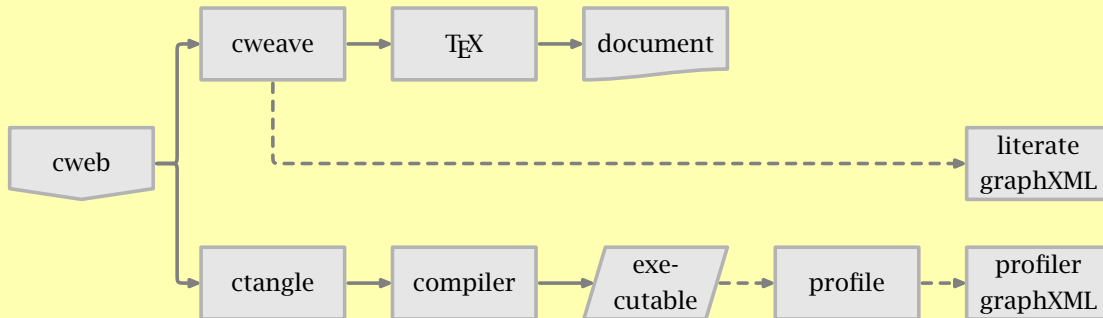 cweave
TEX
document
cweb
literate
graphXML
ctangle
compiler
exe-
cutable
profile
profiler
graphXML